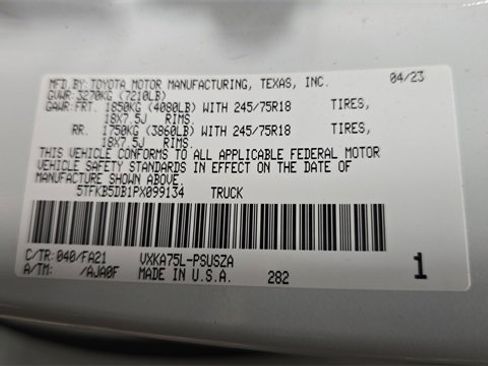 MFD.BY:TOYOTA MOTOR MANUFACTURING, TEXAS, INC. 04/23
GVWR:3270KG (7210LB)
GAWR:FRT. 1850KG (4080LB) WITH 245/75R18 TIRES,
18X7.5J RIMS.
RR. 1750KG (3860LB) WITH 245/75R18 TIRES,
18X7.5J RIMS.
THIS VEHICLE CONFORMS TO ALL APPLICABLE FEDERAL MOTOR
VEHICLE SAFETY STANDARDS IN EFFECT ON THE DATE OF
MANUFACTURE SHOWN ABOVE.
5TFKB5DB1PX099134 TRUCK
C/TR:040/FA21 VXKA75L-PSUSZA
A/TM: /AJA0F MADE IN U.S.A. 282 1